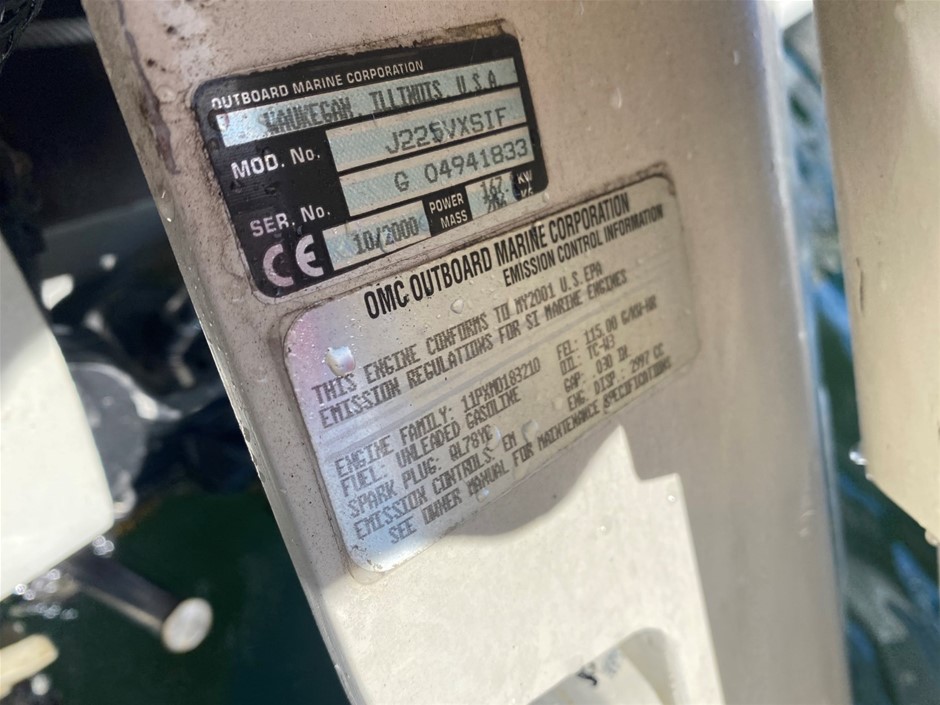 OUTBOARD MARINE CORPORATION
WAUKEGAN, ILLINOIS, U.S.A.
MOD. No. J225VXSIF
SER. No. G 04941833
CE 10/2000 POWER 167 KW
MASS KG
OMC OUTBOARD MARINE CORPORATION
EMISSION CONTROL INFORMATION
THIS ENGINE CONFORMS TO MY2001 U.S. EPA
EMISSION REGULATIONS FOR SI MARINE ENGINES
ENGINE FAMILY: 11PXM0183210 FEL: 115.00 G/KW-HR
FUEL: UNLEADED GASOLINE OIL: TC-W3
SPARK PLUG: QL78YC GAP: 030 IN.
EMISSION CONTROLS: EM ENG. DISP.: 2997 CC
SEE OWNER MANUAL FOR MAINTENANCE SPECIFICATIONS